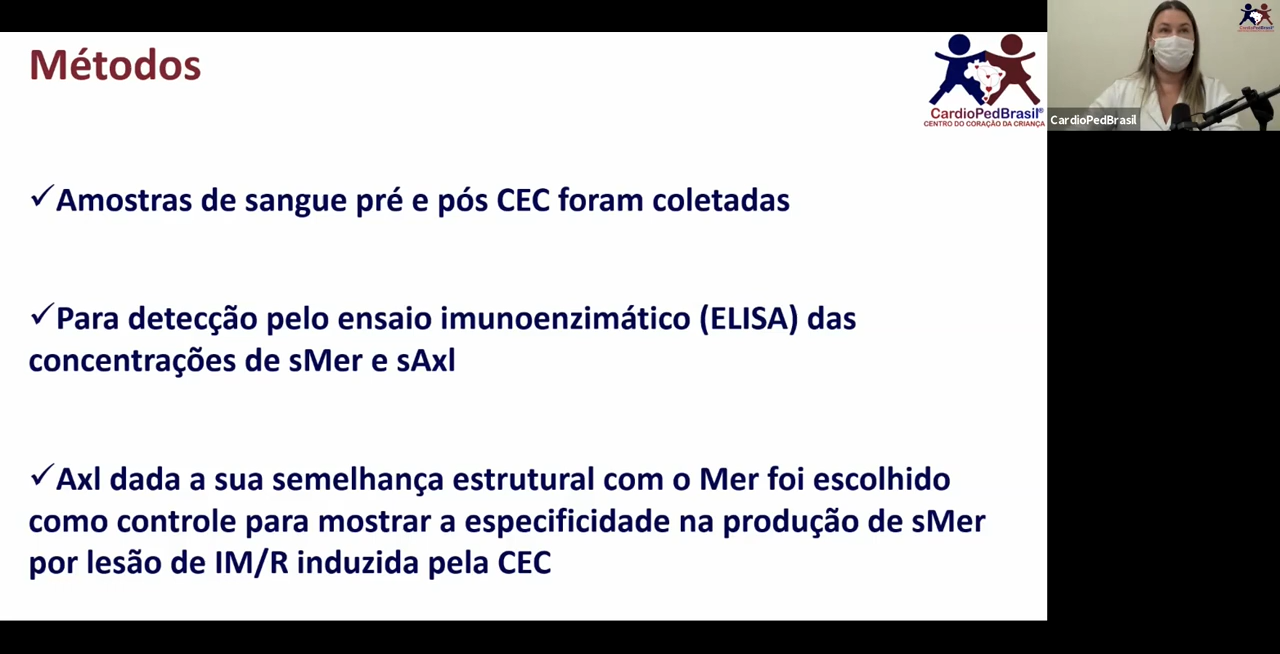 Métodos
CardioPedBrasil®
CENTRO DO CORAÇÃO DA CRIANÇA
CardioPedBrasil
CardioPedBrasil
✓Amostras de sangue pré e pós CEC foram coletadas
✓Para detecção pelo ensaio imunoenzimático (ELISA) das
concentrações de sMer e sAxl
✓Axl dada a sua semelhança estrutural com o Mer foi escolhido
como controle para mostrar a especificidade na produção de sMer
por lesão de IM/R induzida pela CEC